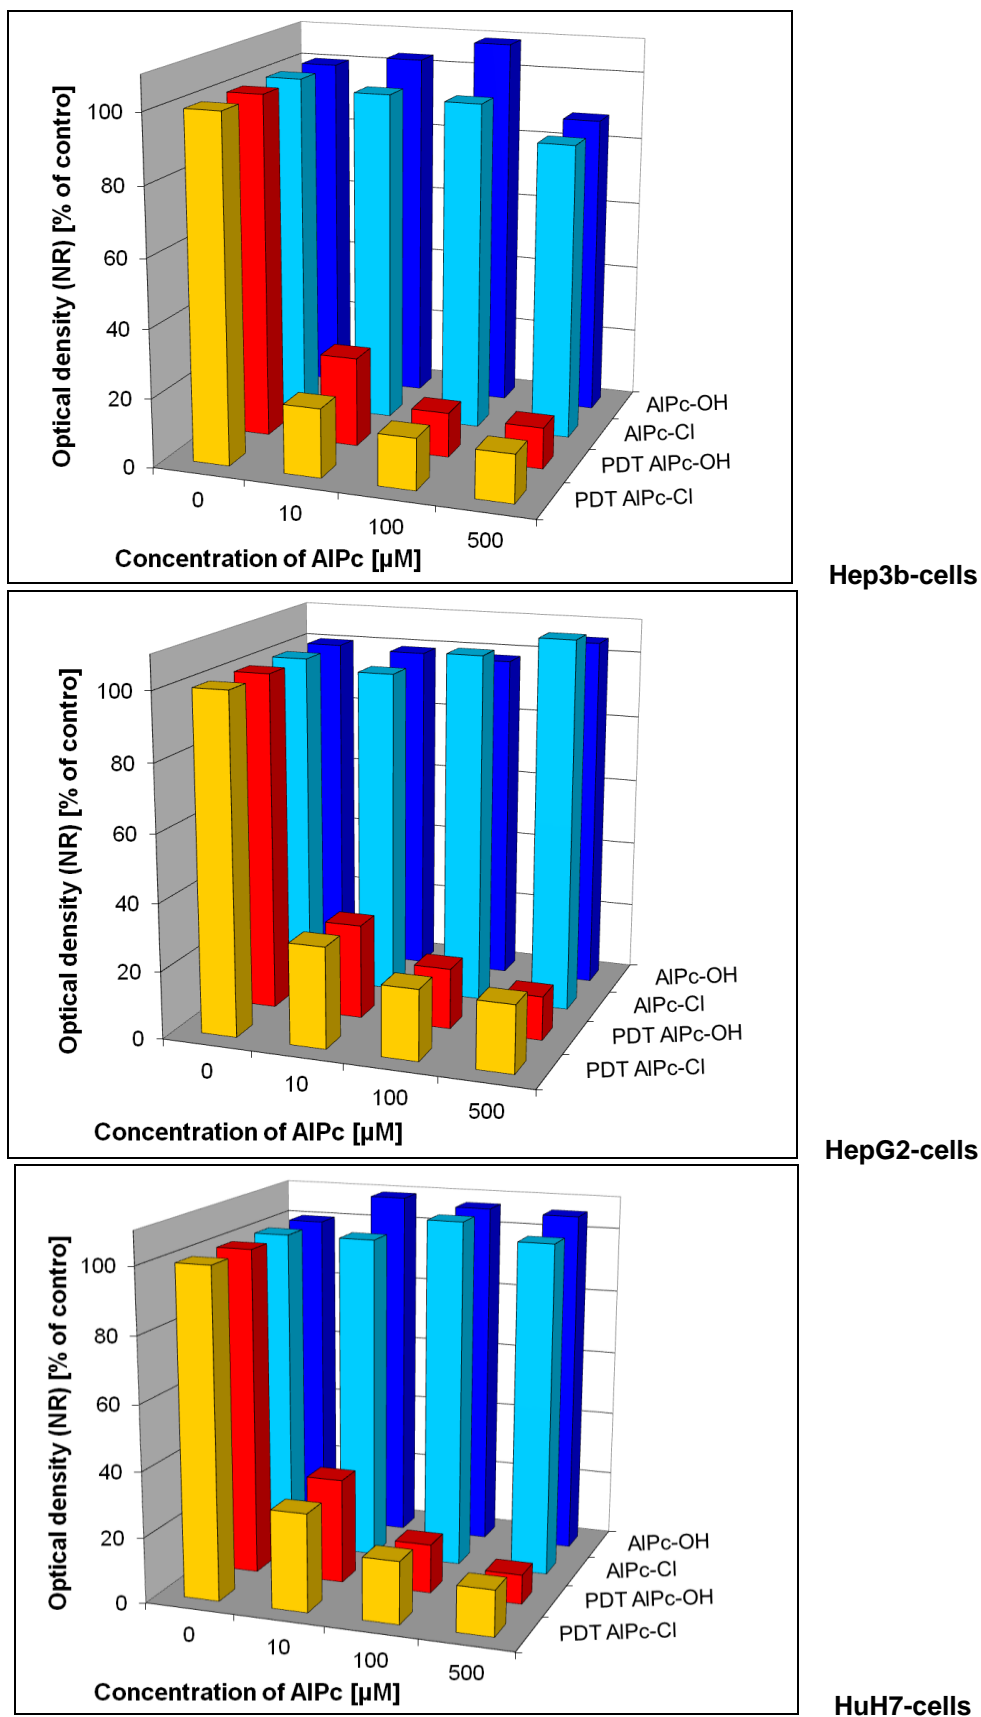 Optical density (NR) [% of control]
100
80
60
40
20
0
0
10
100
500
AlPc-OH
AlPc-Cl
PDT AlPc-OH
PDT AlPc-Cl
Concentration of AlPc [µM]
Hep3b-cells
Optical density (NR) [% of control]
100
80
60
40
20
0
0
10
100
500
AlPc-OH
AlPc-Cl
PDT AlPc-OH
PDT AlPc-Cl
Concentration of AlPc [µM]
HepG2-cells
Optical density (NR) [% of control]
100
80
60
40
20
0
0
10
100
500
AlPc-OH
AlPc-Cl
PDT AlPc-OH
PDT AlPc-Cl
Concentration of AlPc [µM]
HuH7-cells